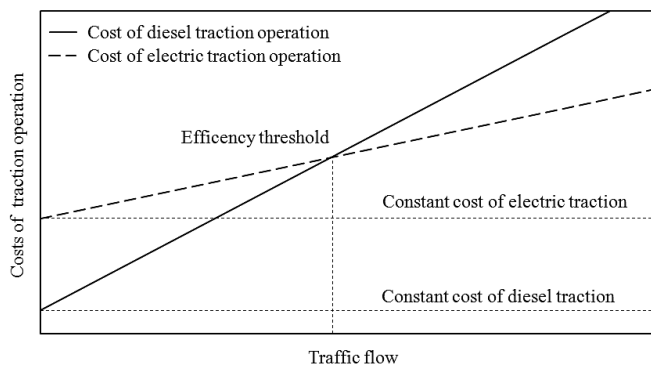 Cost of diesel traction operation
Cost of electric traction operation
Efficency threshold
Constant cost of electric traction
Constant cost of diesel traction
Costs of traction operation
Traffic flow